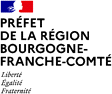 PRÉFET
DE LA RÉGION
BOURGOGNE-
FRANCHE-COMTÉ
Liberté
Égalité
Fraternité